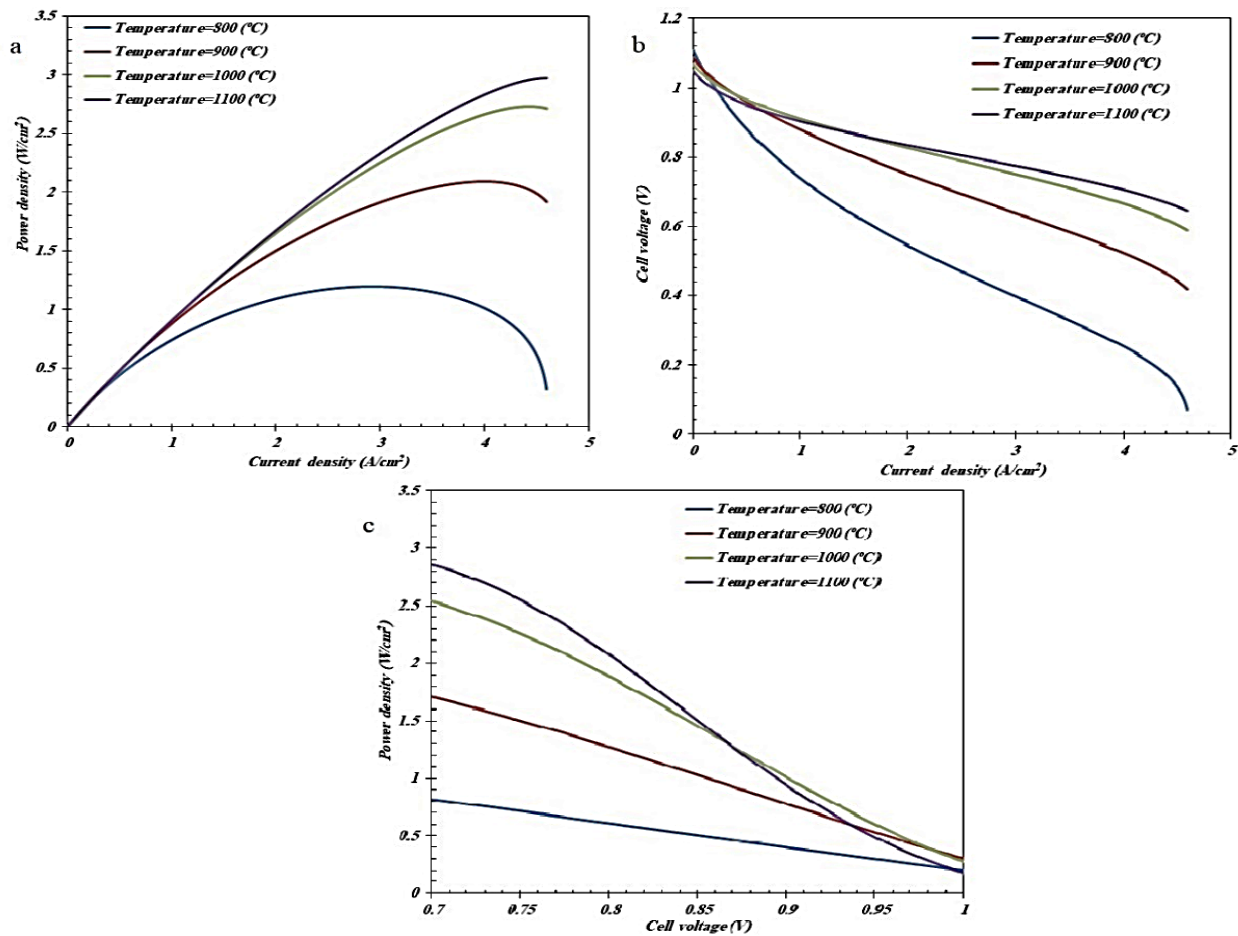 a
3.5
3
2.5
2
1.5
1
0.5
0
0
1
2
3
4
5
Power density (W/cm²)
Current density (A/cm²)
Temperature=800 (°C)
Temperature=900 (°C)
Temperature=1000 (°C)
Temperature=1100 (°C)
b
1.2
1
0.8
0.6
0.4
0.2
0
0
1
2
3
4
5
Cell voltage (V)
Current density (A/cm²)
Temperature=800 (°C)
Temperature=900 (°C)
Temperature=1000 (°C)
Temperature=1100 (°C)
c
3.5
3
2.5
2
1.5
1
0.5
0
0.7
0.75
0.8
0.85
0.9
0.95
1
Power density (W/cm²)
Cell voltage (V)
Temperature=800 (°C)
Temperature=900 (°C)
Temperature=1000 (°C)
Temperature=1100 (°C)